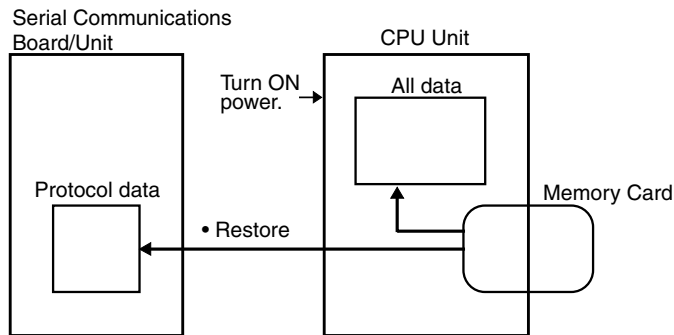 Serial Communications
Board/Unit
CPU Unit
Turn ON
power.
All data
Protocol data
Memory Card
• Restore